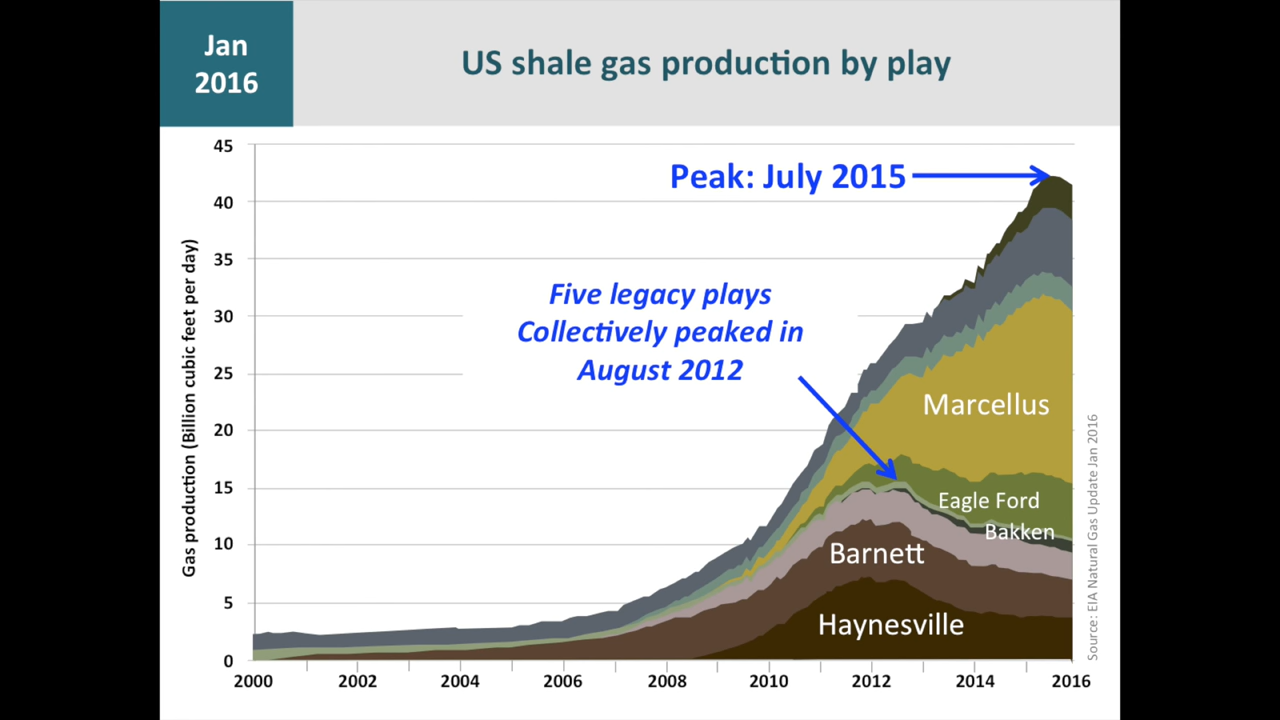 Jan
2016
US shale gas production by play
45
40
35
30
25
20
15
10
5
0
Gas production (Billion cubic feet per day)
Peak: July 2015
Five legacy plays
Collectively peaked in
August 2012
Marcellus
Eagle Ford
Bakken
Barnett
Haynesville
2000
2002
2004
2006
2008
2010
2012
2014
2016
Source: EIA Natural Gas Update Jan 2016